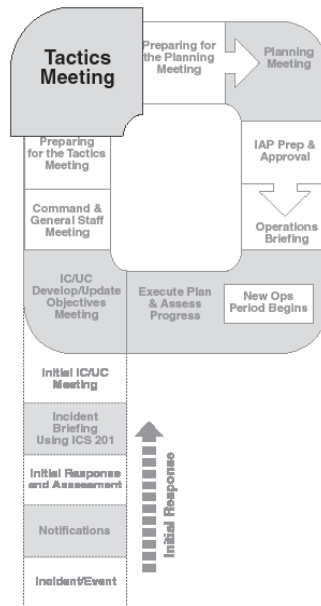 Tactics
Meeting
Preparing for
the Planning
Meeting
Planning
Meeting
Preparing
for the Tactics
Meeting
IAP Prep &
Approval
Command &
General Staff
Meeting
Operations
Briefing
IC/UC
Develop/Update
Objectives
Meeting
Execute Plan
& Assess
Progress
New Ops
Period Begins
Initial IC/UC
Meeting
Incident
Briefing
Using ICS 201
Initial Response
and Assessment
Notifications
Incident/Event
Initial Response